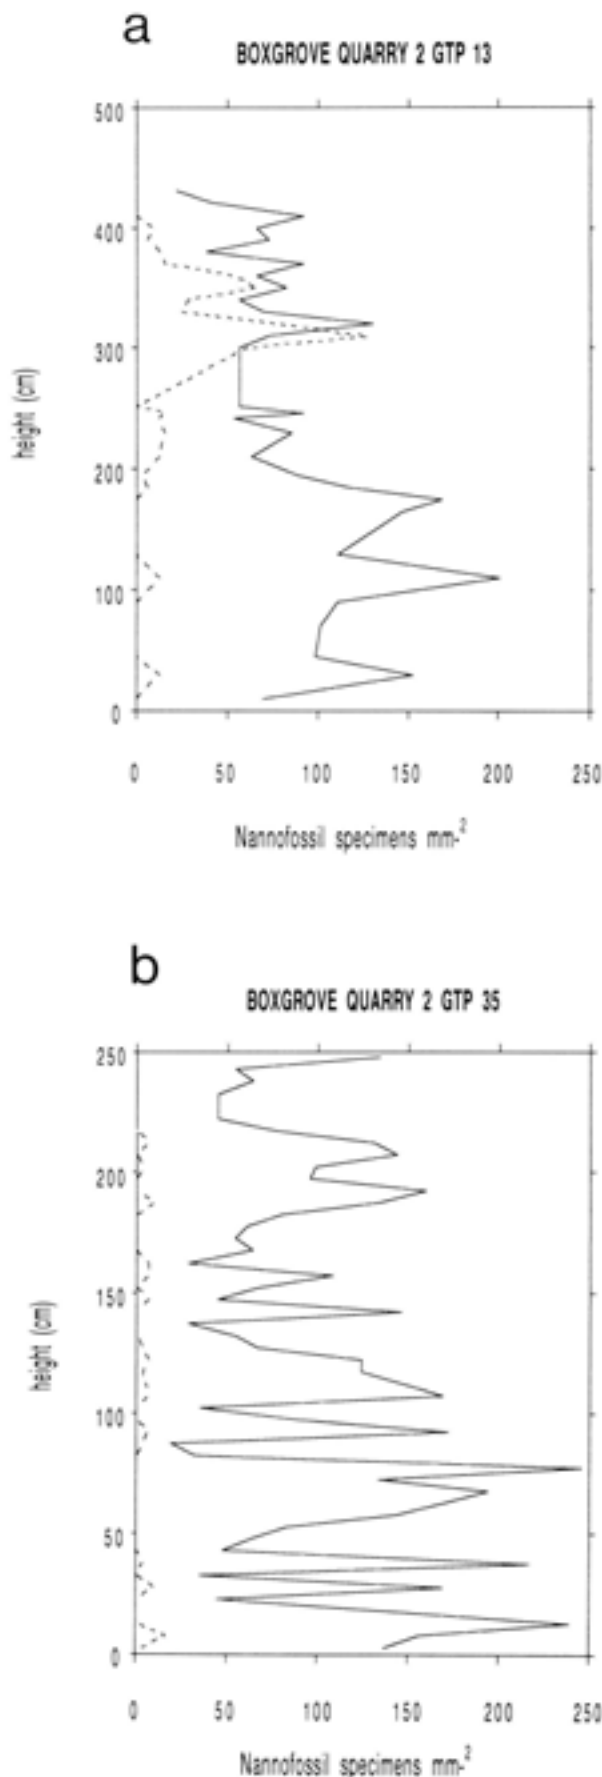 a
BOXGROVE QUARRY 2 GTP 13
500
400
300
200
100
0
height (cm)
0 50 100 150 200 250
Nannofossil specimens mm-2
b
BOXGROVE QUARRY 2 GTP 35
250
200
150
100
50
0
height (cm)
0 50 100 150 200 250
Nannofossil specimens mm-2